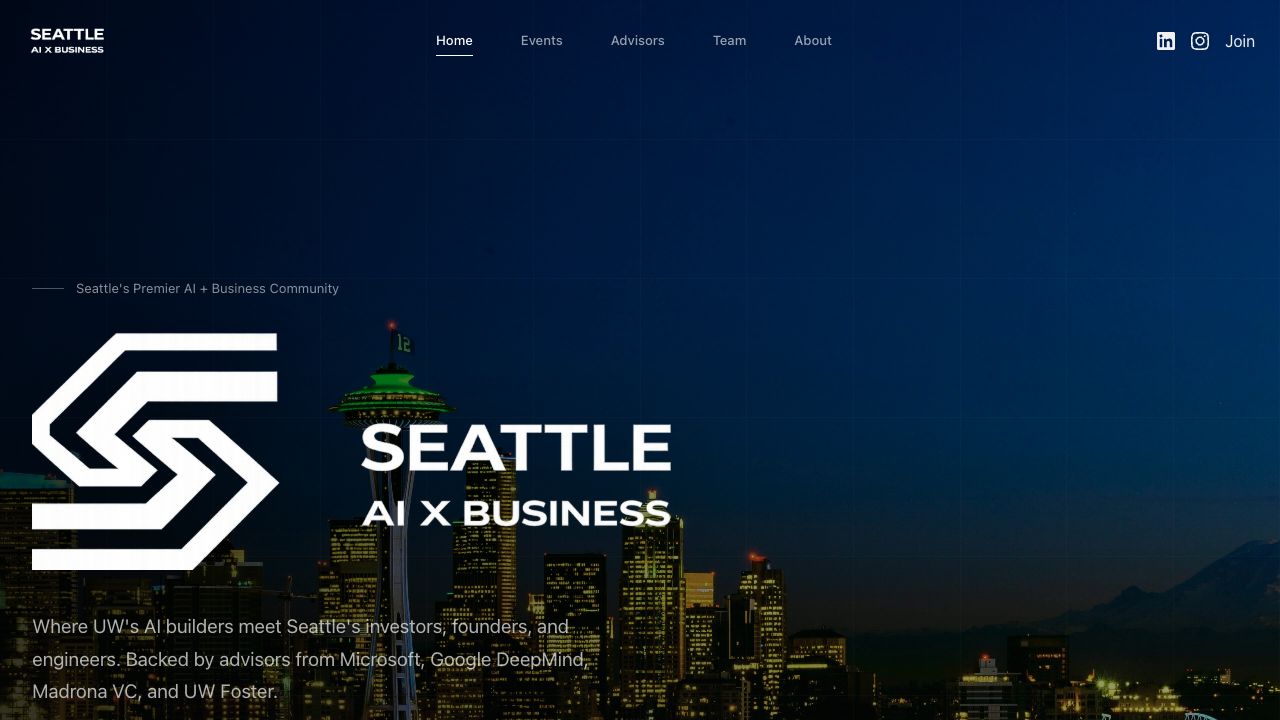 SEATTLE
AI X BUSINESS
Home
Events
Advisors
Team
About
Join
Seattle's Premier AI + Business Community
12
SEATTLE
AI X BUSINESS
Where UW's AI builders meet Seattle's investors, founders, and
engineers. Backed by advisors from Microsoft, Google DeepMind,
Madrona VC, and UW Foster.